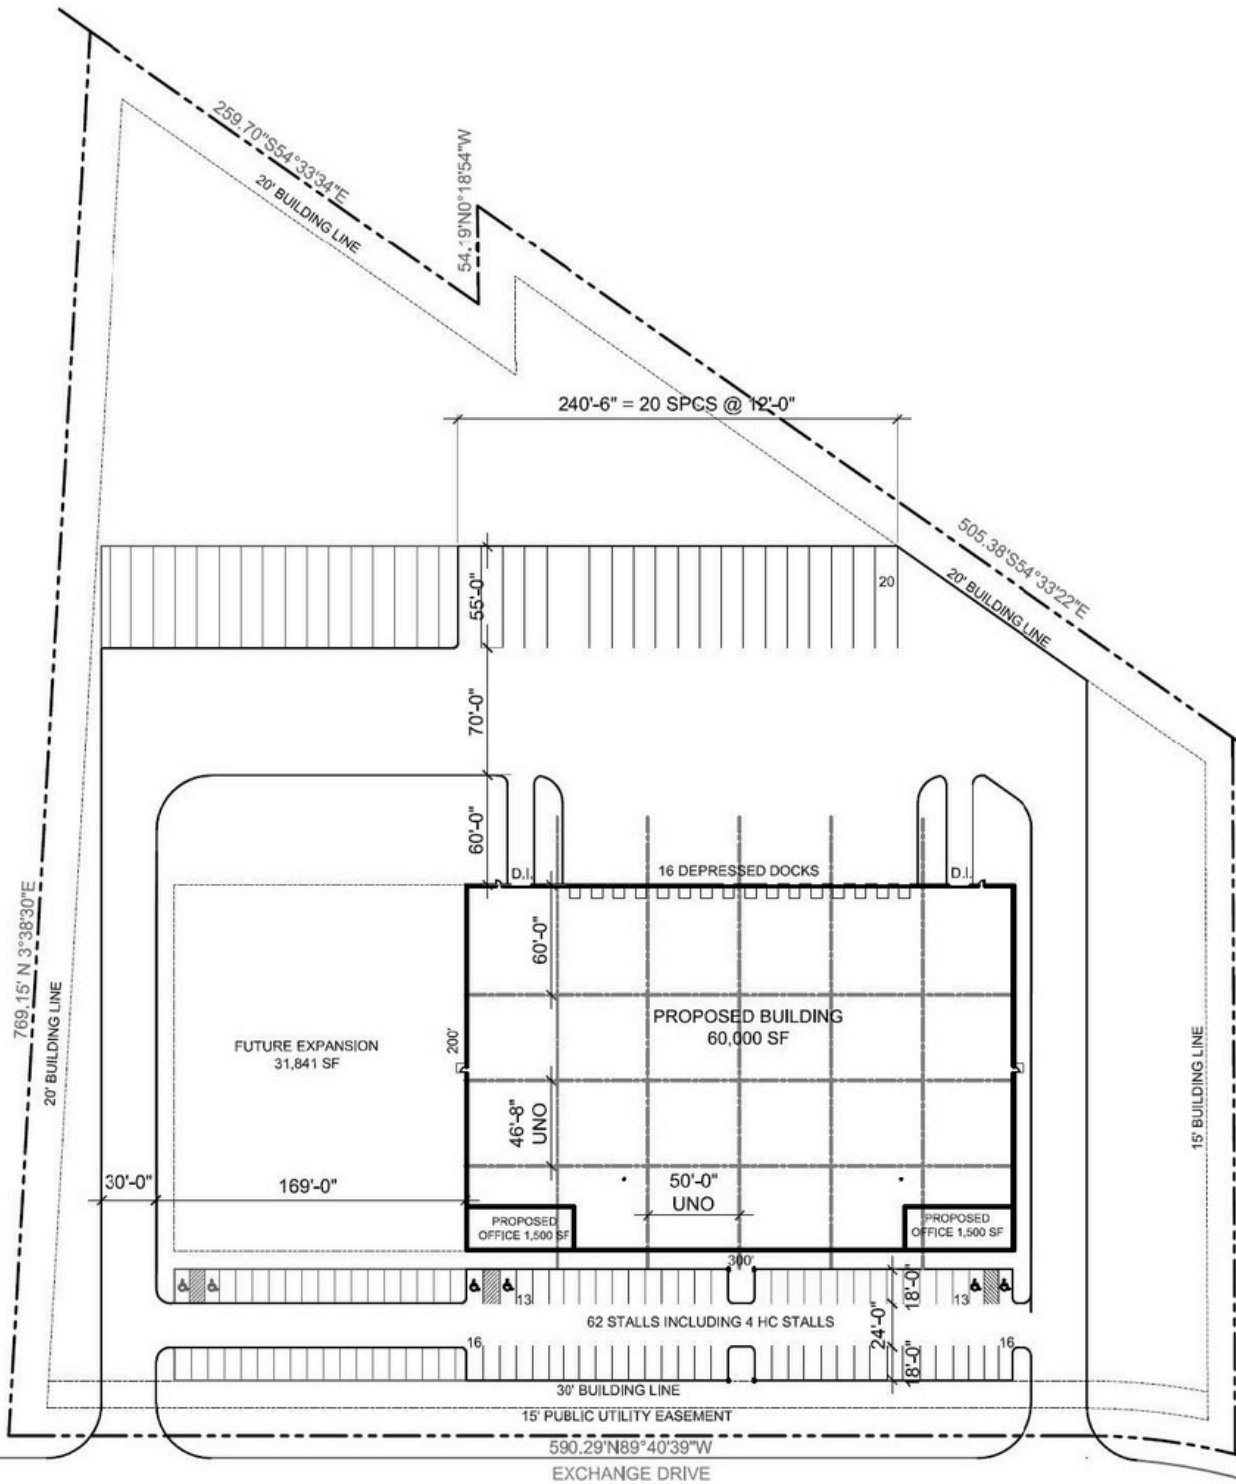 259.70"S54°33'34"E
20' BUILDING LINE
54.19'N0°18'54"W
240'-6" = 20 SPCS @ 12'-0"
505.38'S54°33'22"E
20' BUILDING LINE
20
55'-0"
70'-0"
60'-0"
D.I.
16 DEPRESSED DOCKS
D.I.
60'-0"
769.15' N 3°38'30"E
20' BUILDING LINE
FUTURE EXPANSION
31,841 SF
200'
PROPOSED BUILDING
60,000 SF
46'-8"
UNO
15' BUILDING LINE
30'-0"
169'-0"
50'-0"
UNO
PROPOSED
OFFICE 1,500 SF
PROPOSED
OFFICE 1,500 SF
300'
13
13
18'-0"
62 STALLS INCLUDING 4 HC STALLS
24'-0"
16
16
18'-0"
30' BUILDING LINE
15' PUBLIC UTILITY EASEMENT
590.29'N89°40'39"W
EXCHANGE DRIVE